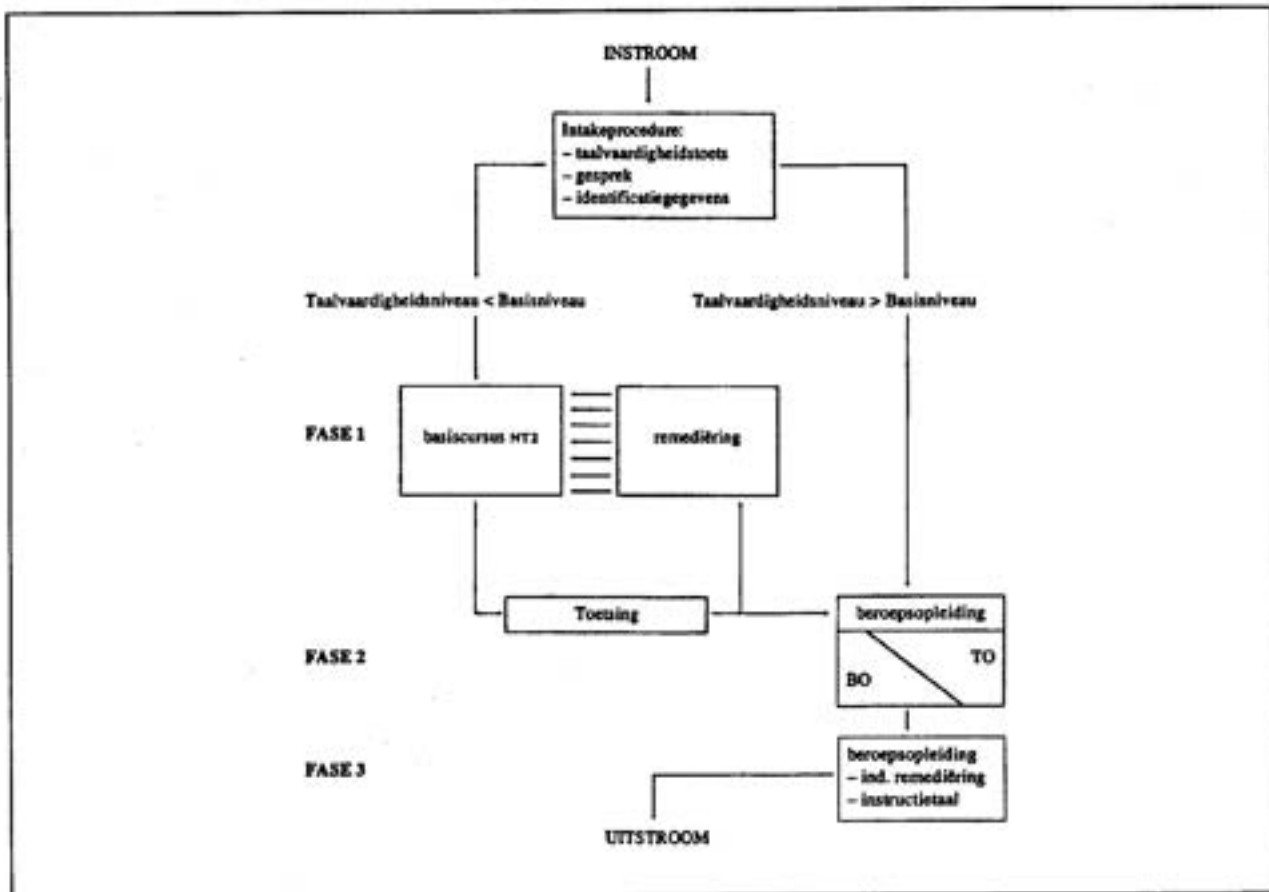 INSTROOM
Intakeprocedure:
– taalvaardigheidstoets
– gesprek
– identificatiegegevens
Taalvaardigheidsniveau < Basisniveau
Taalvaardigheidsniveau > Basisniveau
FASE 1
basiscursus NT2
remediëring
Toetsing
beroepsopleiding
FASE 2
BO
TO
FASE 3
beroepsopleiding
– ind. remediëring
– instructietaal
UITSTROOM